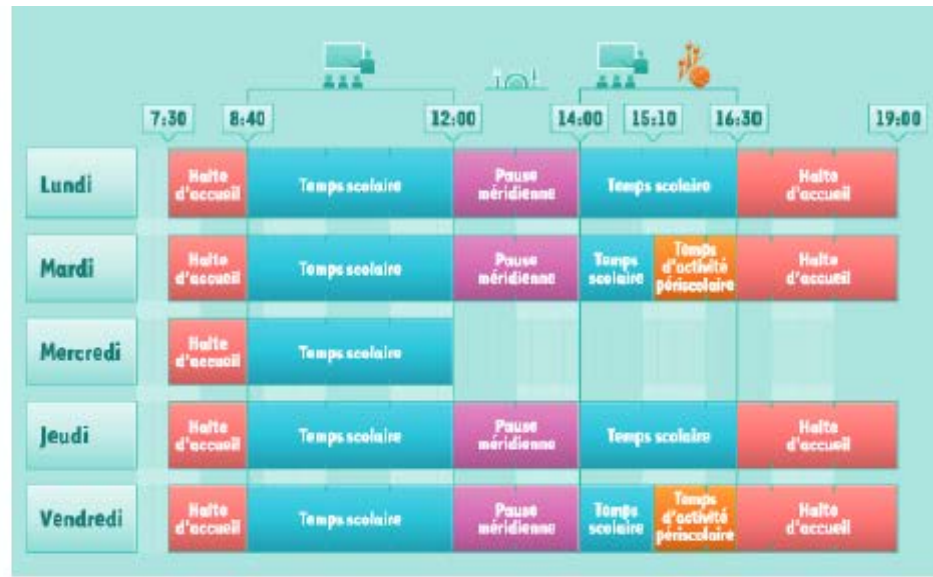 7:30 8:40 12:00 14:00 15:10 16:30 19:00
Lundi
Halte
d'accueil
Temps scolaire
Pause
méridienne
Temps scolaire
Halte
d'accueil
Mardi
Halte
d'accueil
Temps scolaire
Pause
méridienne
Temps
scolaire
Temps
d'activité
périscolaire
Halte
d'accueil
Mercredi
Halte
d'accueil
Temps scolaire
Jeudi
Halte
d'accueil
Temps scolaire
Pause
méridienne
Temps scolaire
Halte
d'accueil
Vendredi
Halte
d'accueil
Temps scolaire
Pause
méridienne
Temps
scolaire
Temps
d'activité
périscolaire
Halte
d'accueil